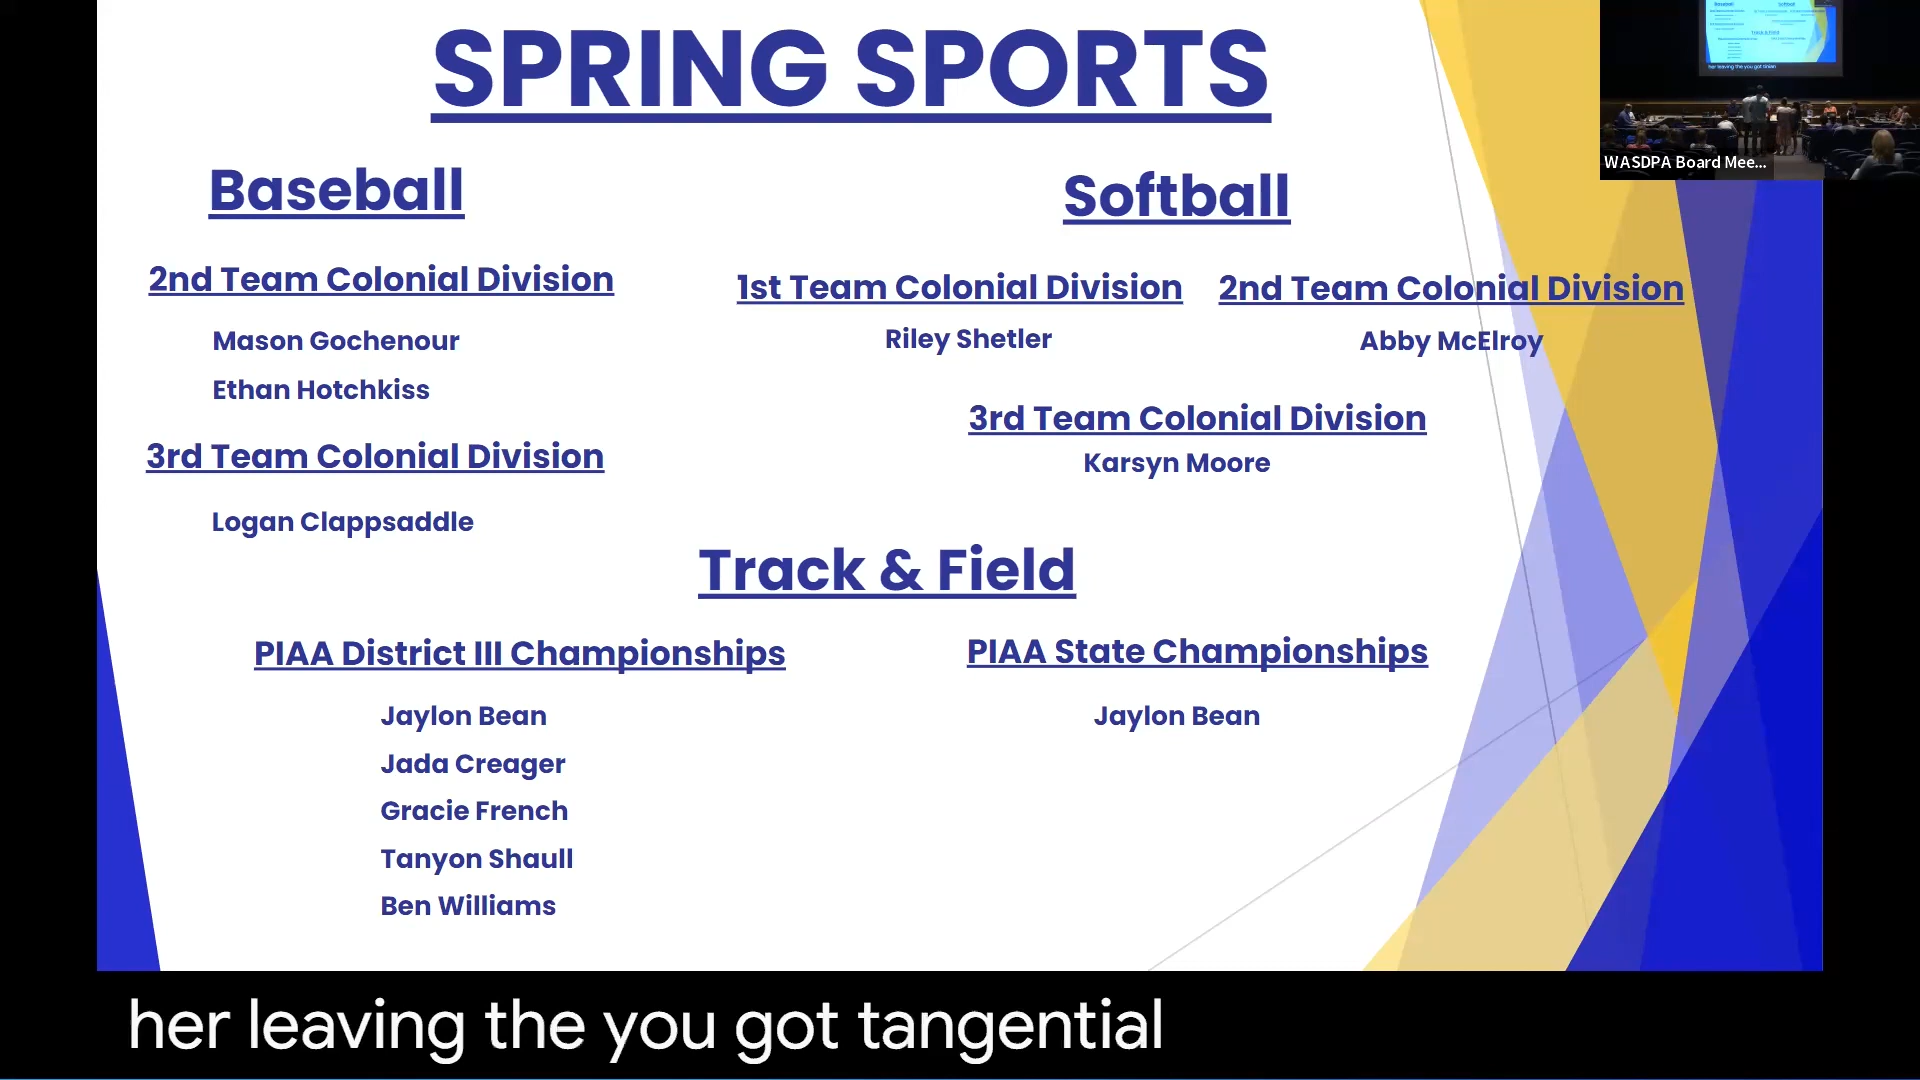 SPRING SPORTS
Baseball
2nd Team Colonial Division
Mason Gochenour
Ethan Hotchkiss
3rd Team Colonial Division
Logan Clappsaddle
Softball
1st Team Colonial Division
Riley Shetler
2nd Team Colonial Division
Abby McElroy
3rd Team Colonial Division
Karsyn Moore
Track & Field
PIAA District III Championships
Jaylon Bean
Jada Creager
Gracie French
Tanyon Shaull
Ben Williams
PIAA State Championships
Jaylon Bean
WASDPA Board Mee...
her leaving the you got tangential